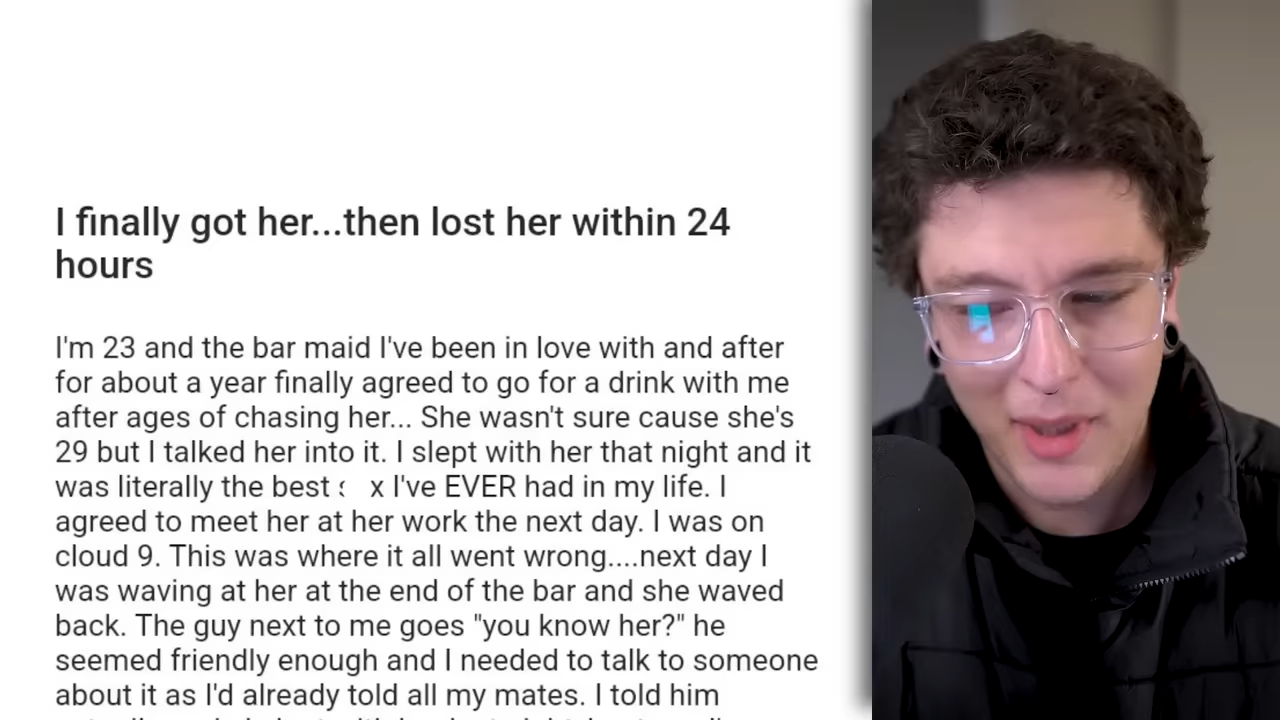 I finally got her...then lost her within 24
hours
I'm 23 and the bar maid I've been in love with and after
for about a year finally agreed to go for a drink with me
after ages of chasing her... She wasn't sure cause she's
29 but I talked her into it. I slept with her that night and it
was literally the best x I've EVER had in my life. I
agreed to meet her at her work the next day. I was on
cloud 9. This was where it all went wrong....next day I
was waving at her at the end of the bar and she waved
back. The guy next to me goes "you know her?" he
seemed friendly enough and I needed to talk to someone
about it as I'd already told all my mates. I told him